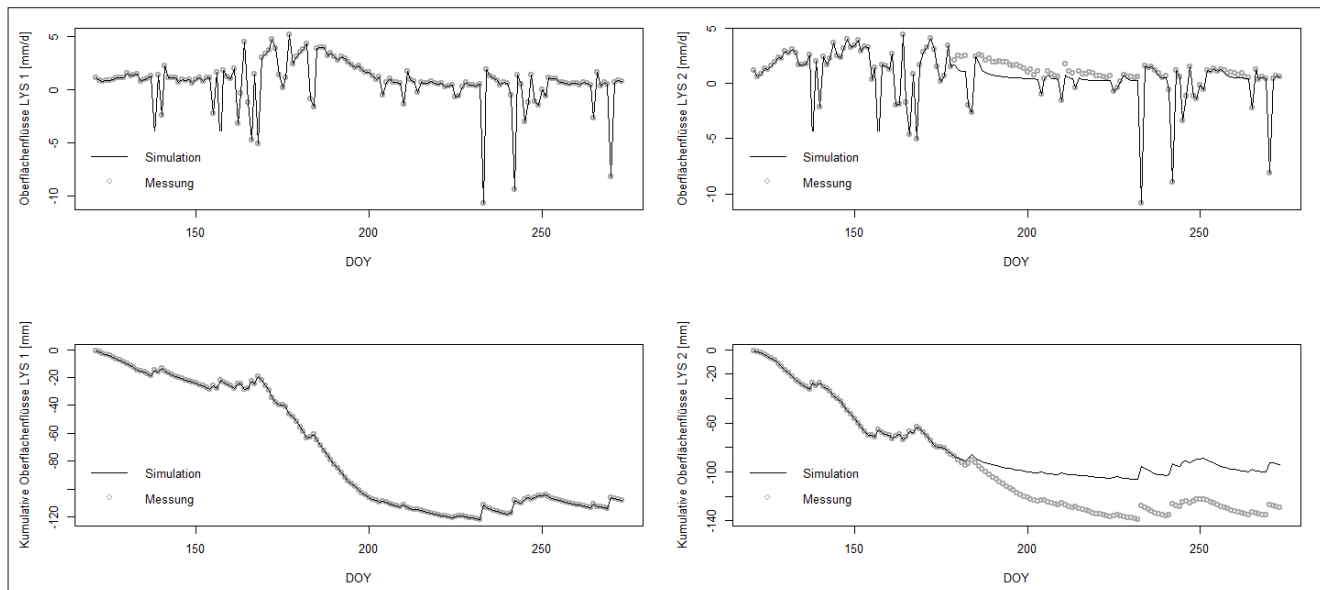 Oberflächenflüsse LYS 1 [mm/d]
5
0
-5
-10
Simulation
Messung
150
200
250
DOY
Oberflächenflüsse LYS 2 [mm/d]
5
0
-5
-10
Simulation
Messung
150
200
250
DOY
Kumulative Oberflächenflüsse LYS 1 [mm]
0
-20
-40
-60
-80
-120
Simulation
Messung
150
200
250
DOY
Kumulative Oberflächenflüsse LYS 2 [mm]
0
-20
-60
-100
-140
Simulation
Messung
150
200
250
DOY